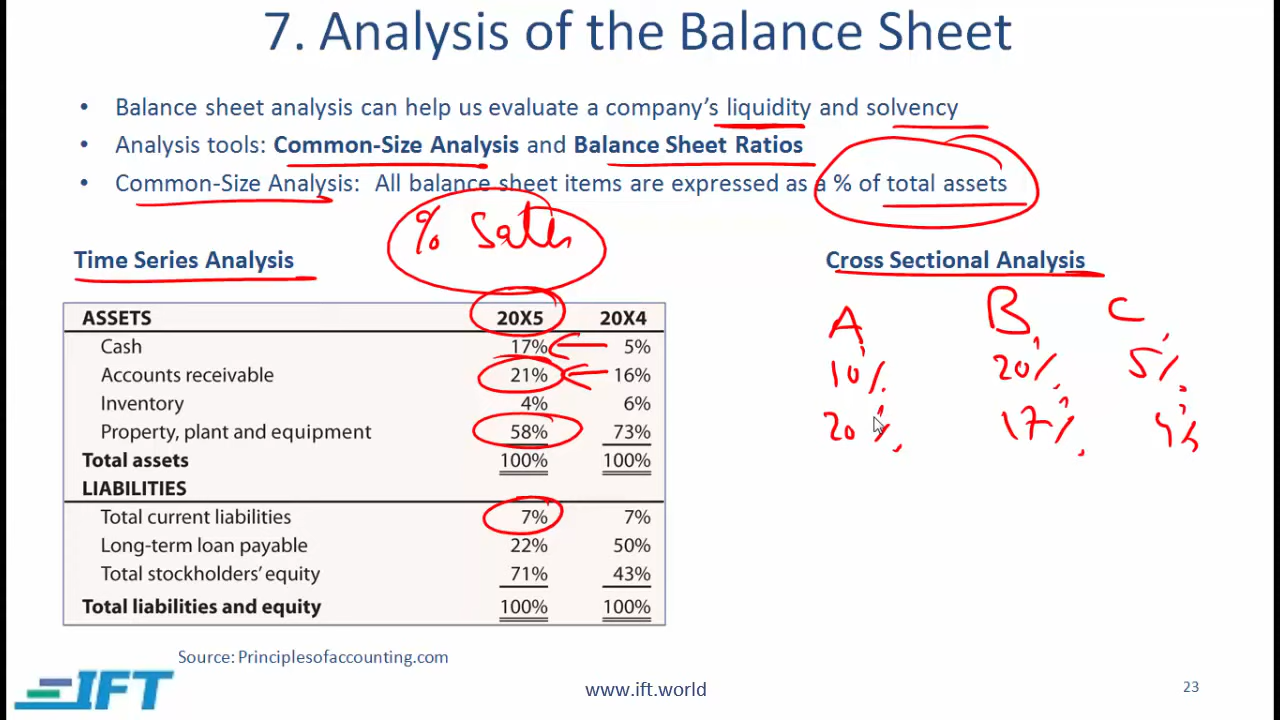 7. Analysis of the Balance Sheet
• Balance sheet analysis can help us evaluate a company's liquidity and solvency
• Analysis tools: Common-Size Analysis and Balance Sheet Ratios
• Common-Size Analysis: All balance sheet items are expressed as a % of total assets
%
Time Series Analysis
ASSETS 20X5 20X4
Cash 17% 5%
Accounts receivable 21% 16%
Inventory 4% 6%
Property, plant and equipment 58% 73%
Total assets 100% 100%
LIABILITIES
Total current liabilities 7% 7%
Long-term loan payable 22% 50%
Total stockholders' equity 71% 43%
Total liabilities and equity 100% 100%
Cross Sectional Analysis
A B C
10% 20% 5%
20% 17% 4%
Source: Principlesofaccounting.com
IFT
www.ift.world
23